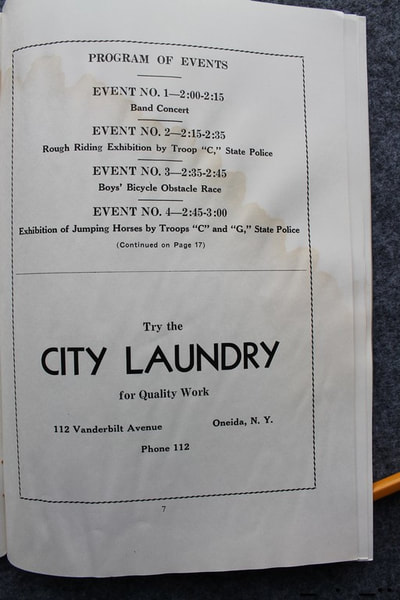 PROGRAM OF EVENTS
EVENT NO. 1—2:00-2:15
Band Concert
EVENT NO. 2—2:15-2:35
Rough Riding Exhibition by Troop "C," State Police
EVENT NO. 3—2:35-2:45
Boys' Bicycle Obstacle Race
EVENT NO. 4—2:45-3:00
Exhibition of Jumping Horses by Troops "C" and "G," State Police
(Continued on Page 17)
Try the
CITY LAUNDRY
for Quality Work
112 Vanderbilt Avenue Oneida, N. Y.
Phone 112
7